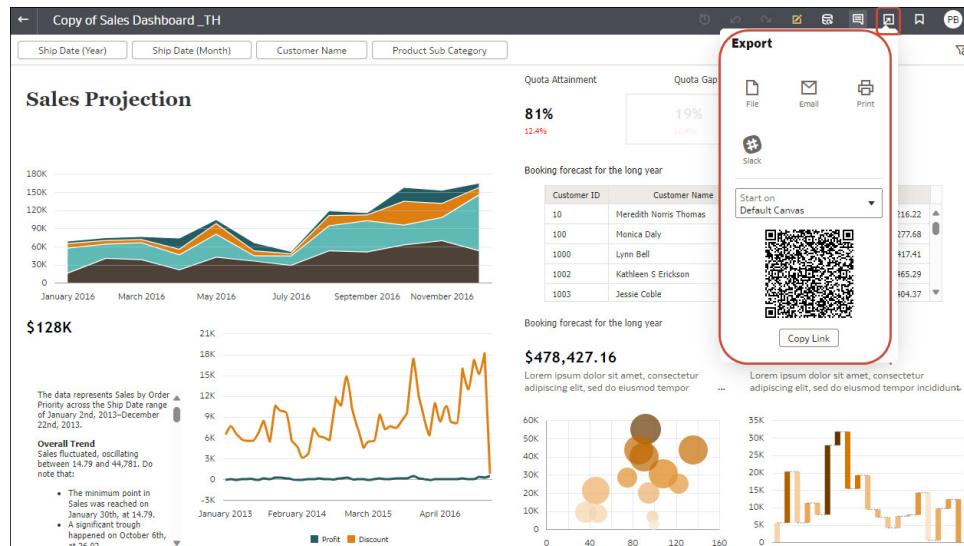 Copy of Sales Dashboard _TH
PB
Ship Date (Year)
Ship Date (Month)
Customer Name
Product Sub Category
Sales Projection
180K
150K
120K
90K
60K
30K
0
January 2016
March 2016
May 2016
July 2016
September 2016
November 2016
$128K
The data represents Sales by Order
Priority across the Ship Date range
of January 2nd, 2013–December
22nd, 2013.
Overall Trend
Sales fluctuated, oscillating
between 14.79 and 44,781. Do
note that:
• The minimum point in
Sales was reached on
January 30th, at 14.79.
• A significant trough
happened on October 6th,
at 26.92
21K
18K
15K
12K
9K
6K
3K
0
-3K
January 2013
February 2014
March 2015
April 2016
Profit
Discount
Quota Attainment
Quota Gap
81%
12.4%
19%
12.4%
Booking forecast for the long year
Customer ID
Customer Name
10
Meredith Norris Thomas
216.22
100
Monica Daly
277.68
1000
Lynn Bell
417.41
1002
Kathleen S Erickson
465.29
1003
Jessie Coble
404.37
Booking forecast for the long year
$478,427.16
Lorem ipsum dolor sit amet, consectetur
adipiscing elit, sed do eiusmod tempor ...
Lorem ipsum dolor sit amet, consectetur
adipiscing elit, sed do eiusmod tempor incididunt
60K
50K
40K
30K
20K
10K
0
0
40
80
120
160
35K
30K
25K
20K
15K
10K
5K
0
Export
File
Email
Print
Slack
Start on
Default Canvas
Copy Link